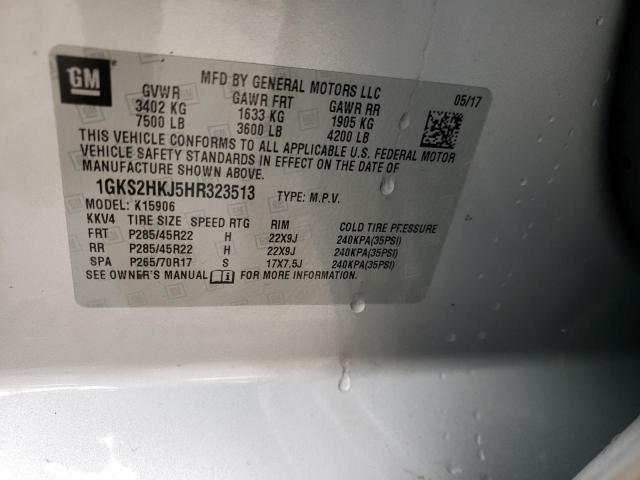 GM
MFD BY GENERAL MOTORS LLC
05/17
GVWR GAWR FRT GAWR RR
3402 KG 1633 KG 1905 KG
7500 LB 3600 LB 4200 LB
THIS VEHICLE CONFORMS TO ALL APPLICABLE U.S. FEDERAL MOTOR
VEHICLE SAFETY STANDARDS IN EFFECT ON THE DATE OF
MANUFACTURE SHOWN ABOVE.
1GKS2HKJ5HR323513 TYPE: M.P.V.
MODEL: K15906
KKV4 TIRE SIZE SPEED RTG RIM COLD TIRE PRESSURE
FRT P285/45R22 H 22X9J 240KPA(35PSI)
RR P285/45R22 H 22X9J 240KPA(35PSI)
SPA P265/70R17 S 17X7.5J 240KPA(35PSI)
SEE OWNER'S MANUAL FOR MORE INFORMATION.